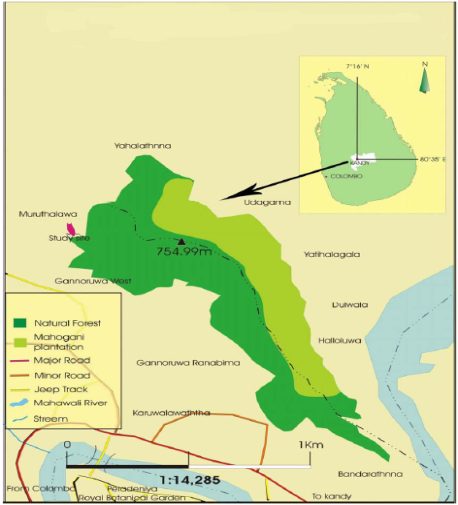 7°16' N
N
80°35' E
KANDY
COLOMBO
Yahalathnna
Udagama
Muruthalawa
Study site
754.99m
Yatihalagala
Gannoruwa West
Dulwala
Halloluwa
Natural Forest
Mahogani
plantation
Major Road
Minor Road
Jeep Track
Mahawali River
Streem
Gannoruwa Ranabima
Karuwalawaththa
0
1Km
1:14,285
Bandarathnna
From Colombo
Peradeniya
Royal Botanical Garden
To kandy